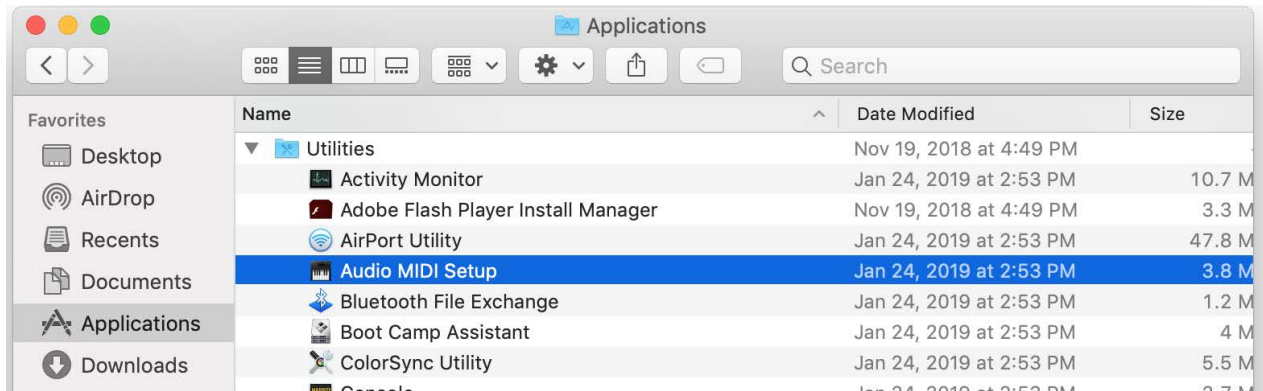 Applications
Search
Favorites
Desktop
AirDrop
Recents
Documents
Applications
Downloads
Name Date Modified Size
Utilities Nov 19, 2018 at 4:49 PM
Activity Monitor Jan 24, 2019 at 2:53 PM 10.7 M
Adobe Flash Player Install Manager Nov 19, 2018 at 4:49 PM 3.3 M
AirPort Utility Jan 24, 2019 at 2:53 PM 47.8 M
Audio MIDI Setup Jan 24, 2019 at 2:53 PM 3.8 M
Bluetooth File Exchange Jan 24, 2019 at 2:53 PM 1.2 M
Boot Camp Assistant Jan 24, 2019 at 2:53 PM 4 M
ColorSync Utility Jan 24, 2019 at 2:53 PM 5.5 M